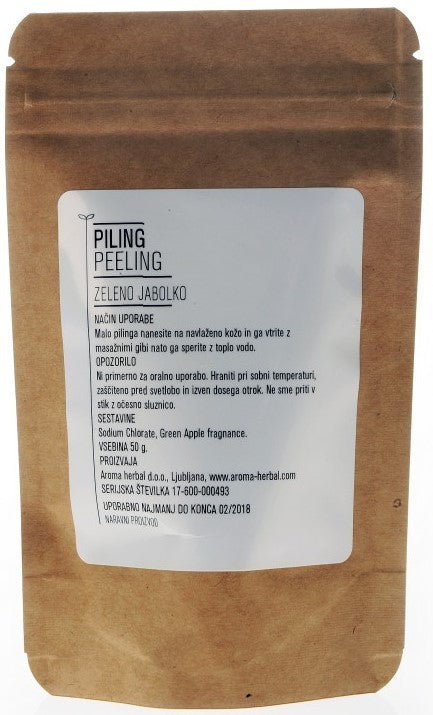 PILING
PEELING
ZELENO JABOLKO
NAČIN UPORABE
Malo pilinga nanesite na navlaženo kožo in ga vtrite z
masažnimi gibi nato ga sperite z toplo vodo.
OPOZORILO
Ni primerno za oralno uporabo. Hraniti pri sobni temperaturi,
zaščiteno pred svetlobo in izven dosega otrok. Ne sme priti v
stik z očesno sluznico.
SESTAVINE
Sodium Chlorate, Green Apple fragnance.
VSEBINA 50 g.
PROIZVAJA
Aroma herbal d.o.o., Ljubljana, www.aroma-herbal.com
SERIJSKA ŠTEVILKA 17-600-000493
UPORABNO NAJMANJ DO KONCA 02/2018
NARAVNI PROIZVOD